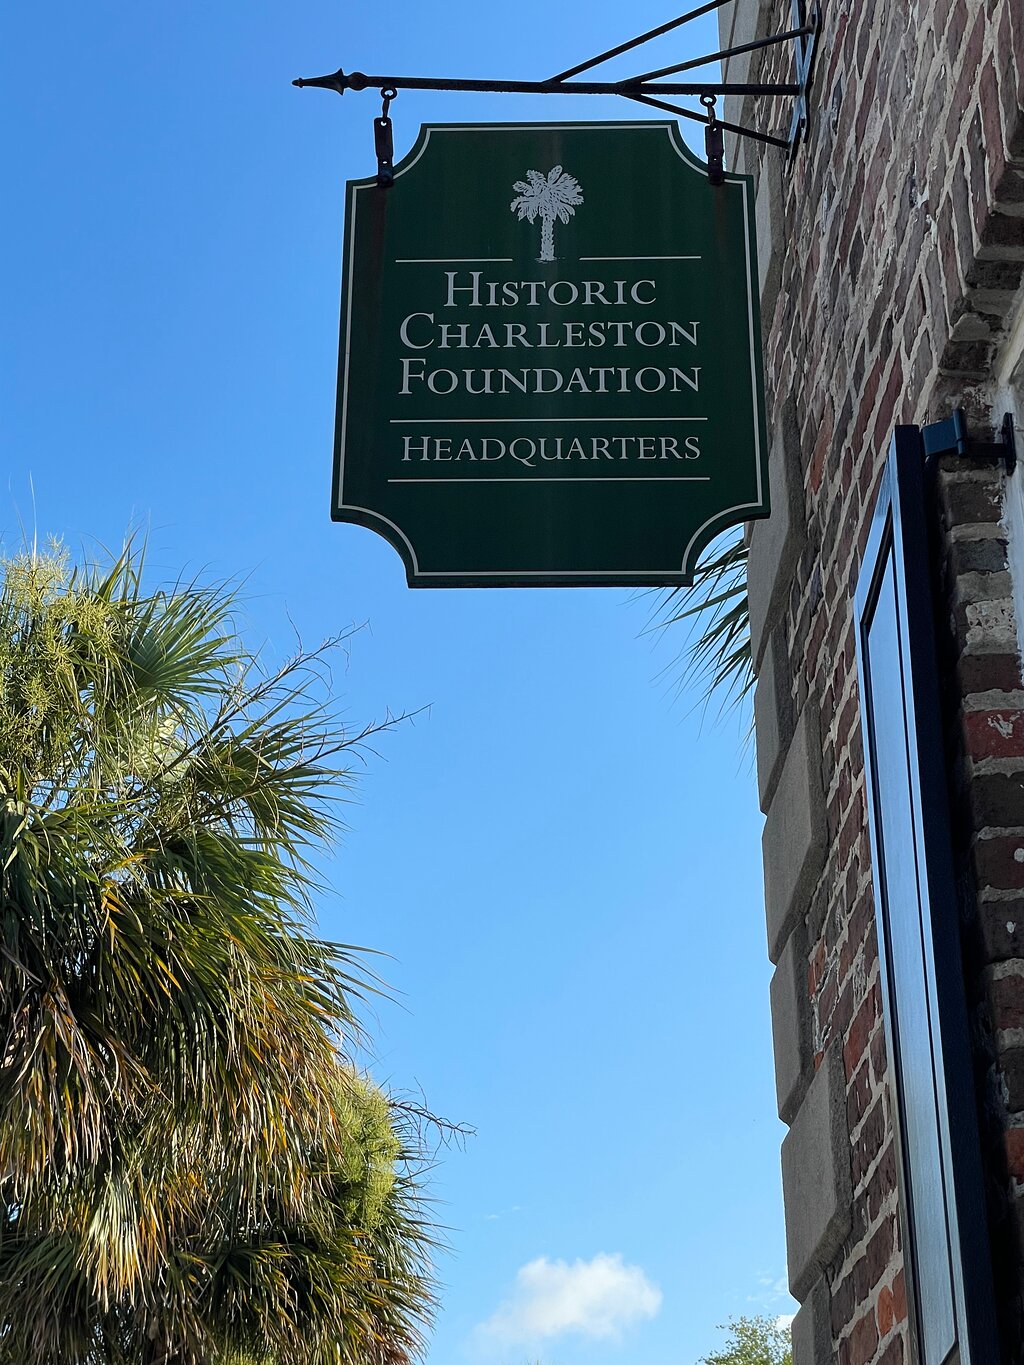 Historic
Charleston
Foundation
Headquarters